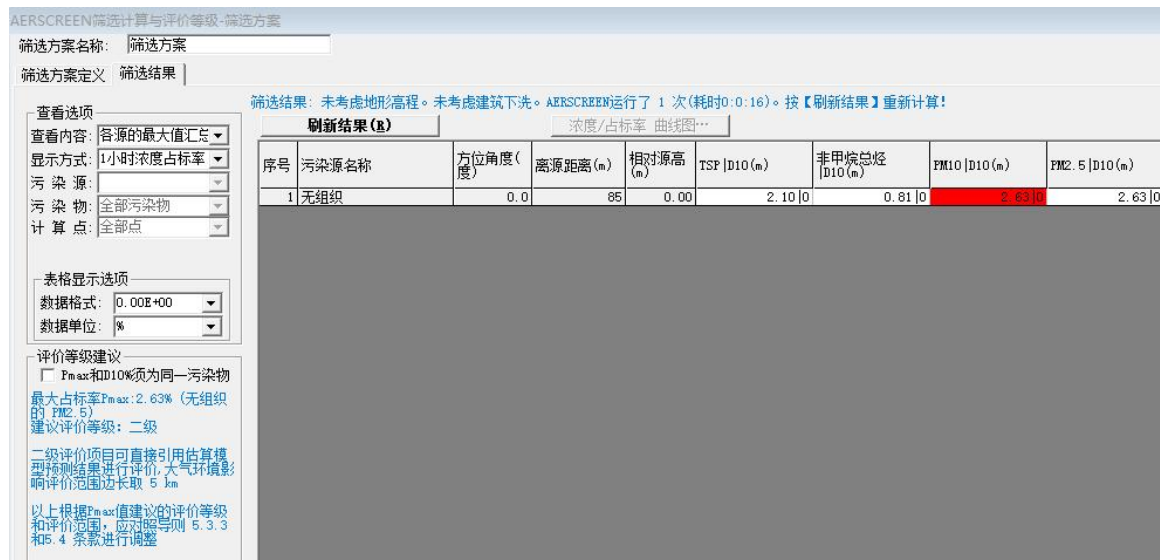 AERSCREEN筛选计算与评价等级-筛选方案
筛选方案名称: 筛选方案
筛选方案定义 筛选结果
筛选结果: 未考虑地形高程。未考虑建筑下洗。AERSCREEN运行了 1 次(耗时0:0:16)。按【刷新结果】重新计算!
刷新结果(R) 浓度/占标率 曲线图…
查看选项
查看内容: 各源的最大值汇总
显示方式: 1小时浓度占标率
污 染 源:
污 染 物: 全部污染物
计 算 点: 全部点
序号 污染源名称 方位角度(度) 离源距离(m) 相对源高(m) TSP|D10(m) 非甲烷总烃|D10(m) PM10|D10(m) PM2.5|D10(m)
1 无组织 0.0 85 0.00 2.10|0 0.81|0 2.63|0 2.63|0
表格显示选项
数据格式: 0.00E+00
数据单位: %
评价等级建议
Pmax和D10%须为同一污染物
最大占标率Pmax:2.63% (无组织
的 PM2.5)
建议评价等级: 二级
二级评价项目可直接引用估算模
型预测结果进行评价,大气环境影
响评价范围边长取 5 km
以上根据Pmax值建议的评价等级
和评价范围,应对照导则 5.3.3
和5.4 条款进行调整